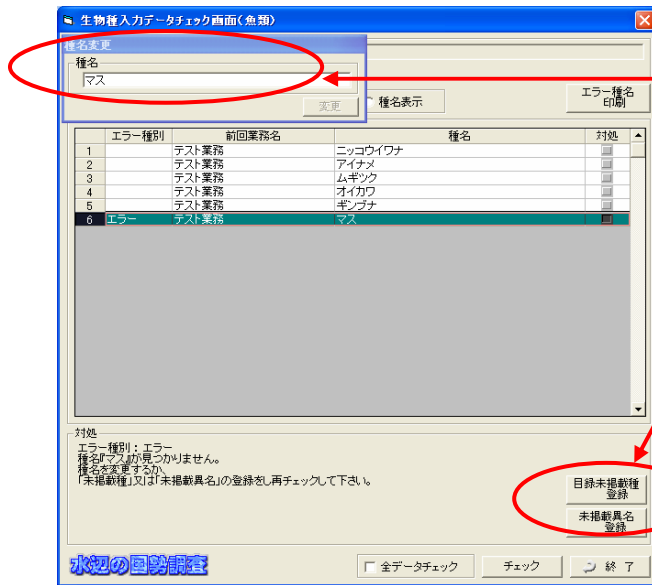 生物種入力データチェック画面(魚類)
種名変更
種名
マス
変更
種名表示
エラー種名
印刷
エラー種別 前回業務名 種名 対処
1 テスト業務 ニッコウイワナ
2 テスト業務 アイナメ
3 テスト業務 ムギツク
4 テスト業務 オイカワ
5 テスト業務 ギンブナ
6 エラー テスト業務 マス
対処
エラー種別：エラー
種名『マス』が見つかりません。
種名を変更するか、
「未掲載種」又は「未掲載異名」の登録をし再チェックして下さい。
目録未掲載種
登録
未掲載異名
登録
水辺の国勢調査
全データチェック チェック 終 了